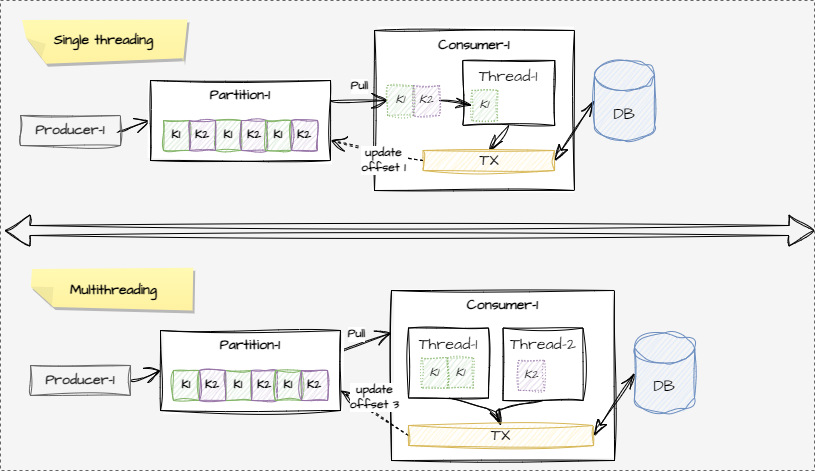 Single threading
Consumer-1
Partition-1
Pull
Thread-1
K1 K2
K1
Producer-1
K1 K2 K1 K2 K1 K2
DB
update
offset 1
TX
Multithreading
Consumer-1
Partition-1
Pull
Thread-1
Thread-2
K1 K1
K2
Producer-1
K1 K2 K1 K2 K1 K2
DB
update
offset 3
TX